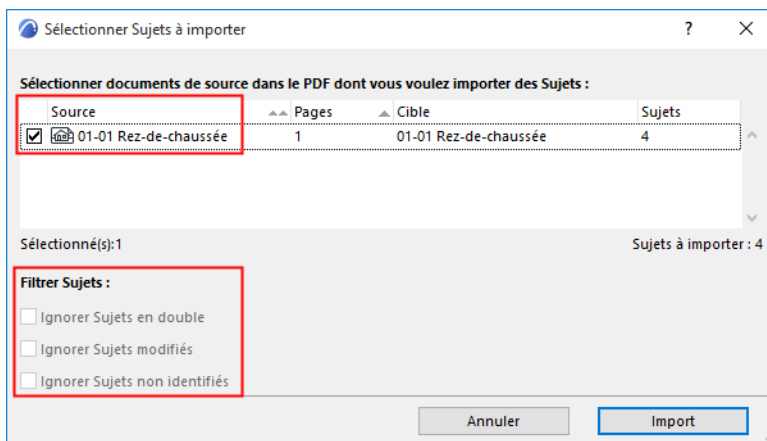 Sélectionner Sujets à importer ?
Sélectionner documents de source dans le PDF dont vous voulez importer des Sujets :
Source Pages Cible Sujets
01-01 Rez-de-chaussée 1 01-01 Rez-de-chaussée 4
Sélectionné(s):1 Sujets à importer : 4
Filtrer Sujets :
Ignorer Sujets en double
Ignorer Sujets modifiés
Ignorer Sujets non identifiés
Annuler Import